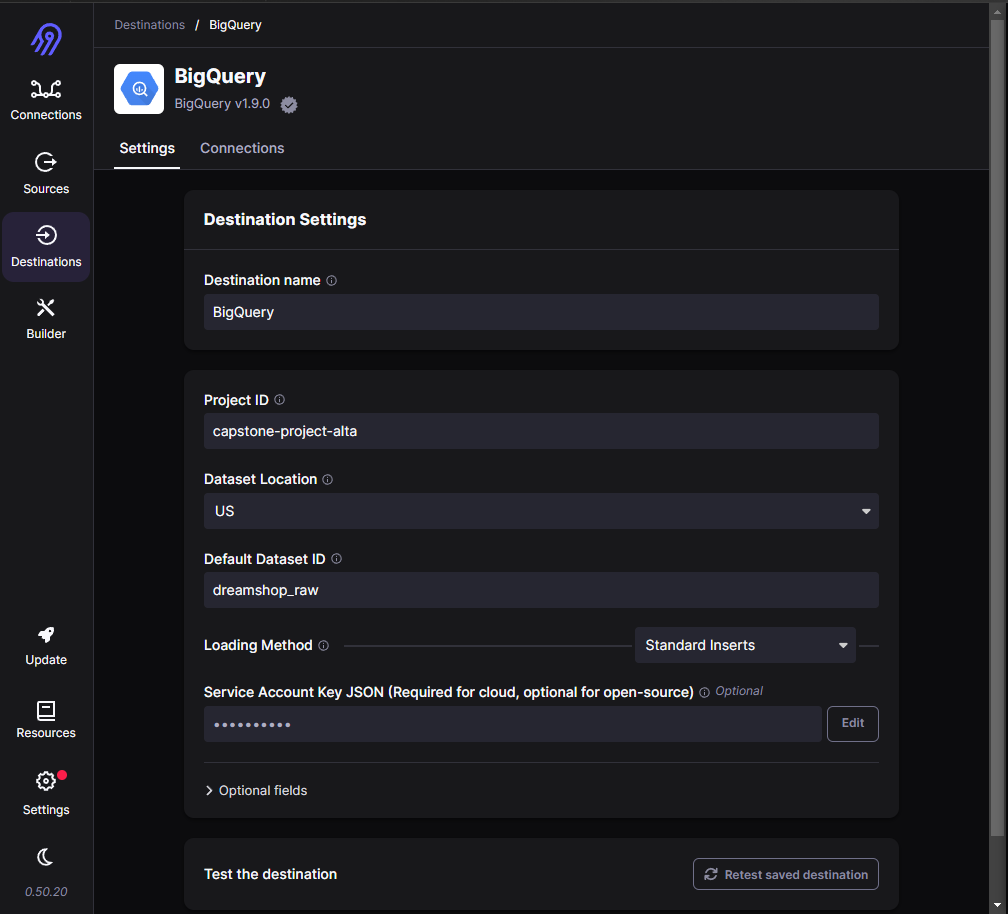 Destinations / BigQuery
BigQuery
BigQuery v1.9.0
Settings Connections
Connections
Sources
Destinations
Builder
Update
Resources
Settings
0.50.20
Destination Settings
Destination name
BigQuery
Project ID
capstone-project-alta
Dataset Location
US
Default Dataset ID
dreamshop_raw
Loading Method Standard Inserts
Service Account Key JSON (Required for cloud, optional for open-source) Optional
•••••••••• Edit
Optional fields
Test the destination Retest saved destination